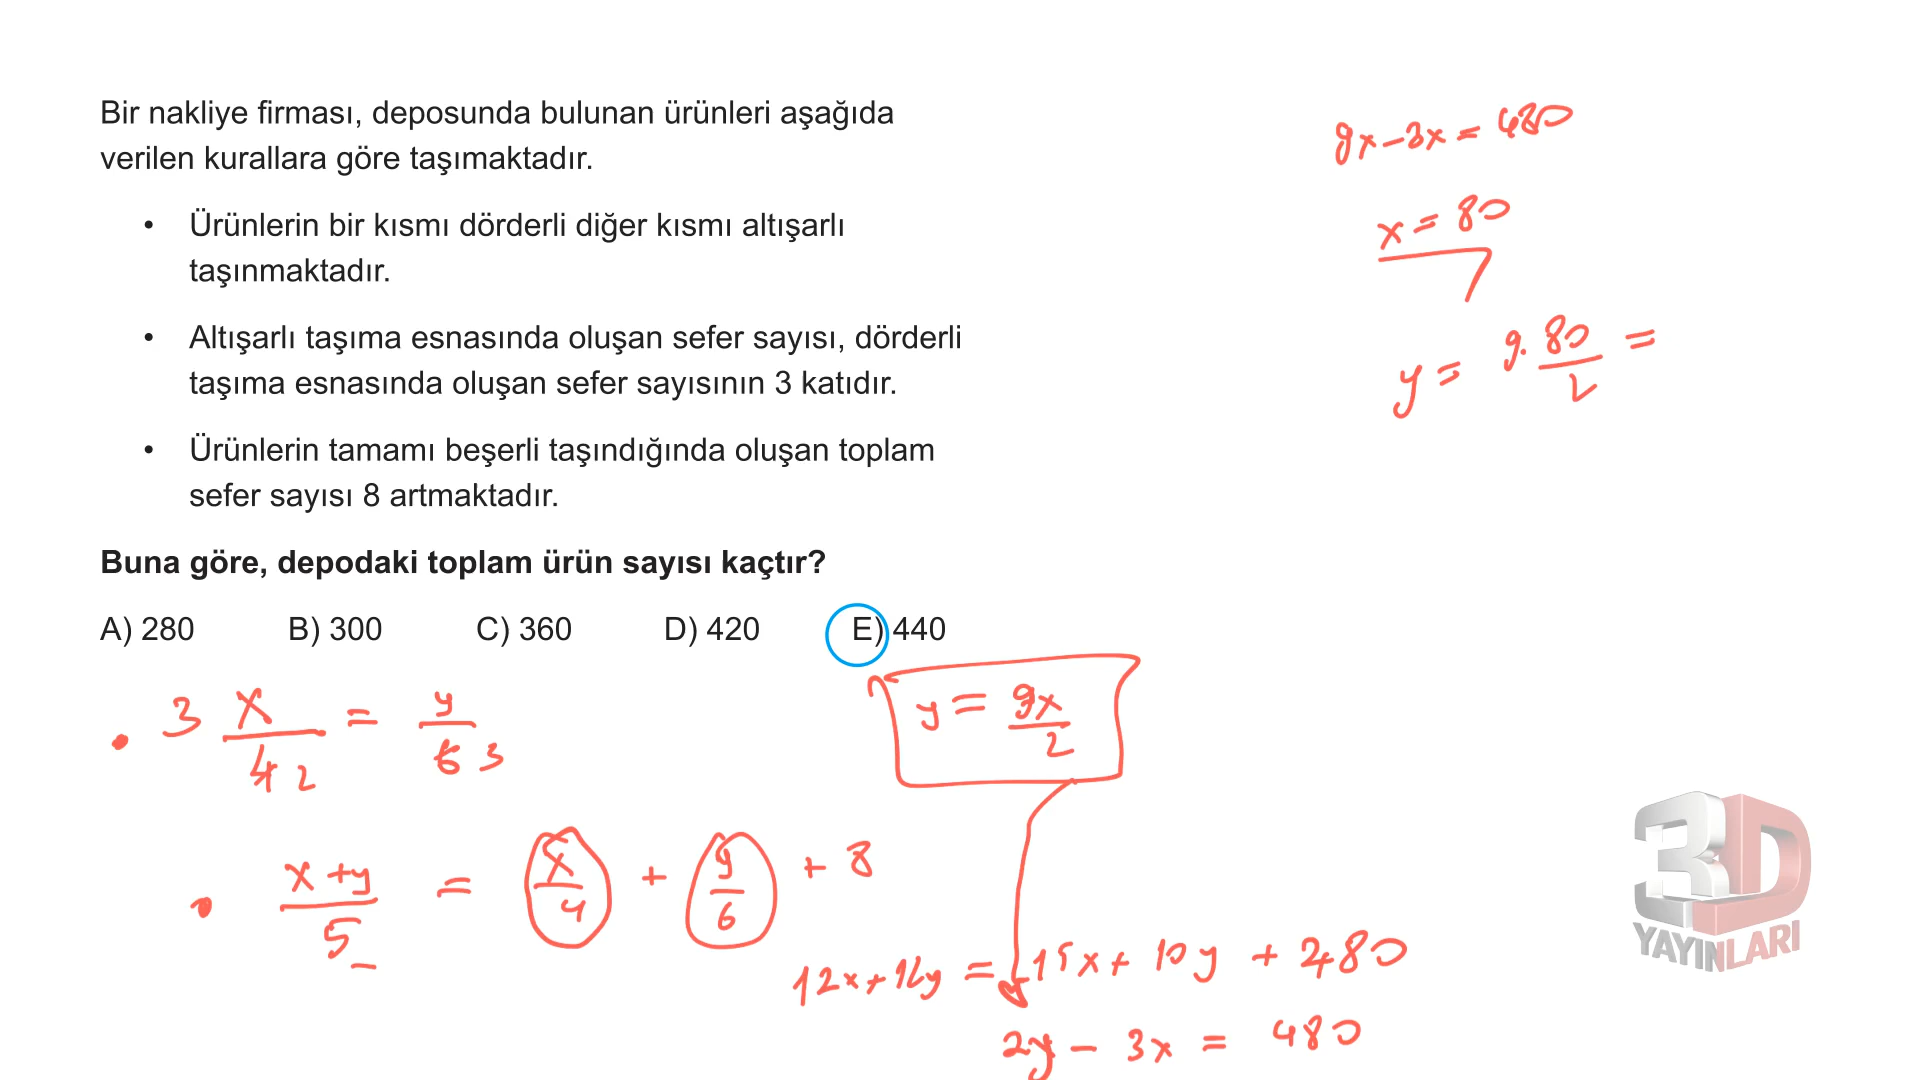 Bir nakliye firması, deposunda bulunan ürünleri aşağıda
verilen kurallara göre taşımaktadır.
• Ürünlerin bir kısmı dörderli diğer kısmı altışarlı
taşınmaktadır.
• Altışarlı taşıma esnasında oluşan sefer sayısı, dörderli
taşıma esnasında oluşan sefer sayısının 3 katıdır.
• Ürünlerin tamamı beşerli taşındığında oluşan toplam
sefer sayısı 8 artmaktadır.
Buna göre, depodaki toplam ürün sayısı kaçtır?
A) 280 B) 300 C) 360 D) 420 E) 440
3 x/4 2 = y/6 3
y = 9x/2
x+y/5 = x/4 + y/6 + 8
12x+12y = 15x+ 10y + 480
2y - 3x = 480
9x-3x = 480
x = 80
y = 9.80/2 =
3D
YAYINLARI